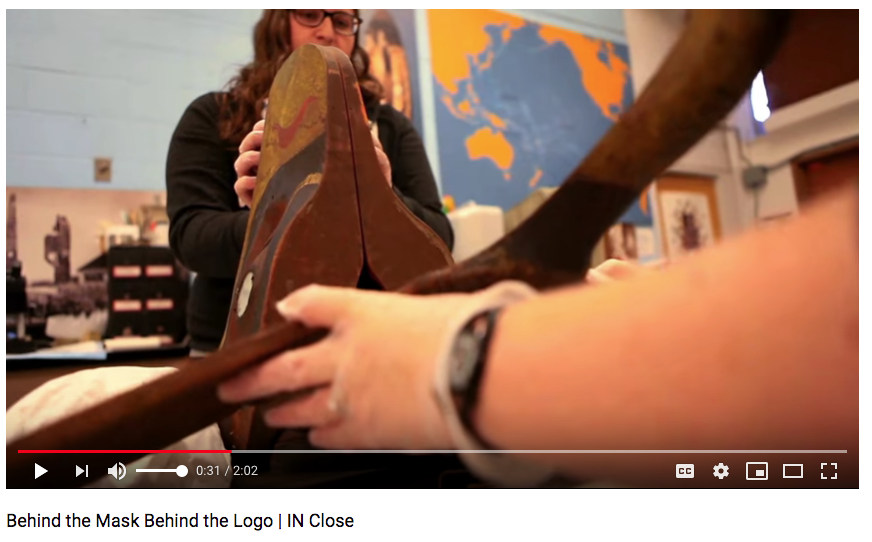 0:31 / 2:02
CC
Behind the Mask Behind the Logo | IN Close